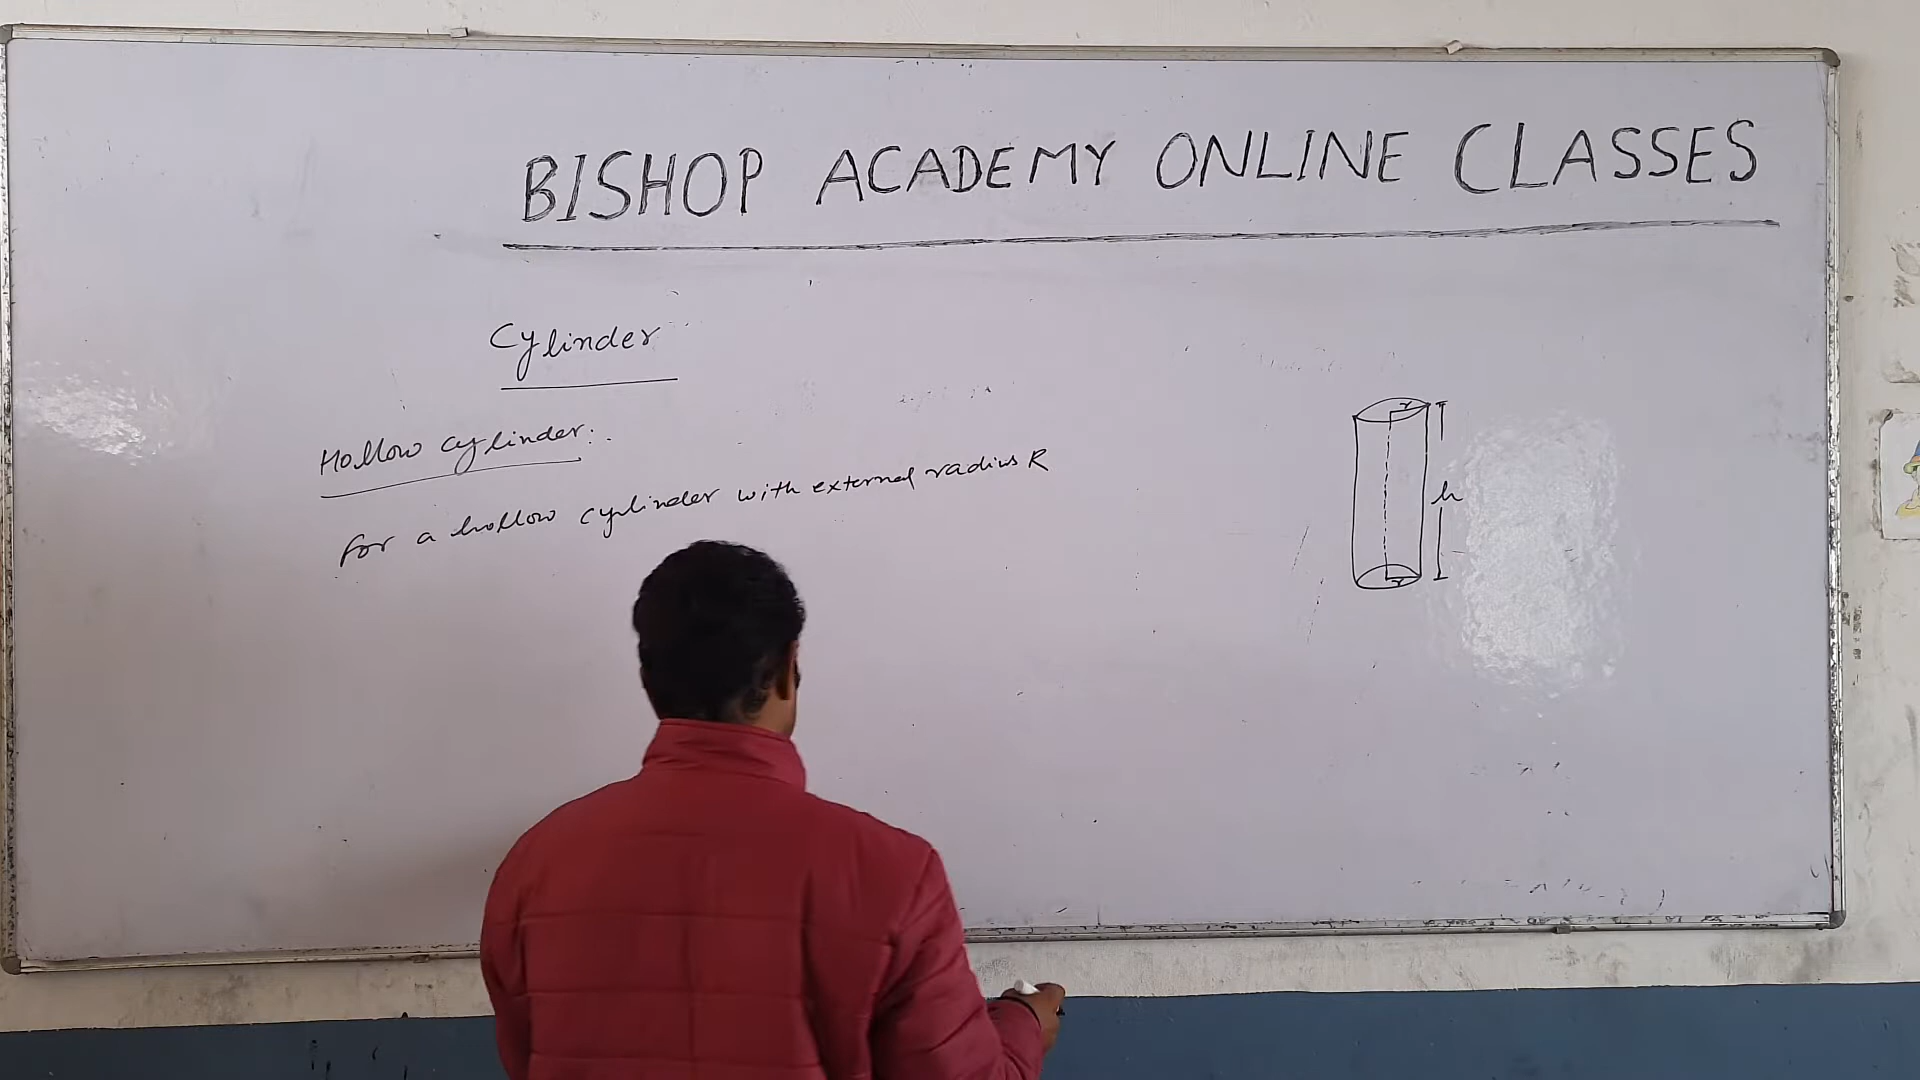 BISHOP ACADEMY ONLINE CLASSES
Cylinder
Hollow cylinder:
for a hollow cylinder with external radius R
r
h
r